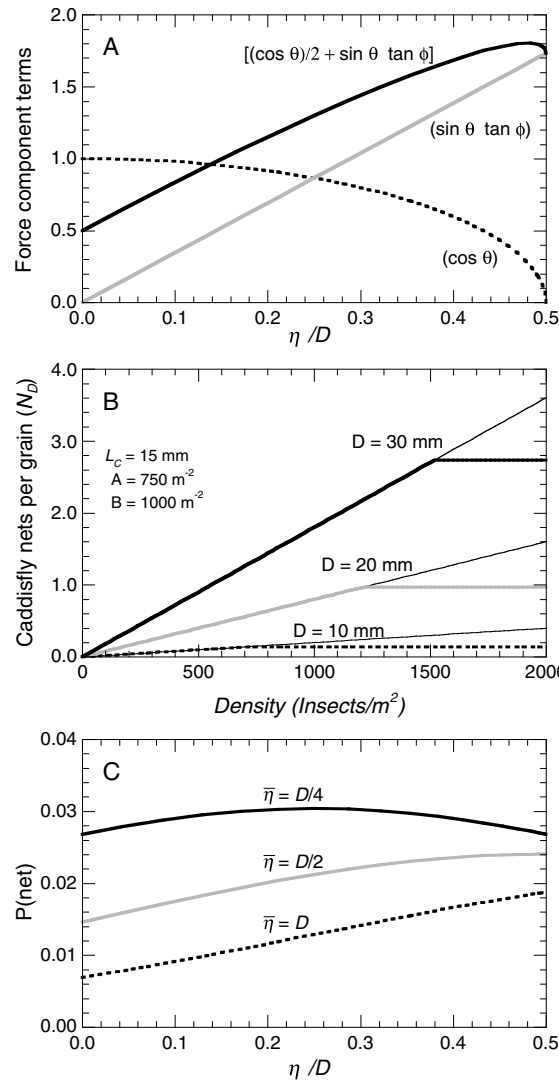 2.0
A
[(cos θ)/2 + sin θ tan ϕ]
1.5
(sin θ tan ϕ)
1.0
0.5
(cos θ)
0.0
0.0 0.1 0.2 0.3 0.4 0.5
η /D
Force component terms
4.0
B
D = 30 mm
3.0
L_C = 15 mm
A = 750 m⁻²
B = 1000 m⁻²
2.0
D = 20 mm
1.0
D = 10 mm
0.0
0 500 1000 1500 2000
Density (Insects/m²)
Caddisfly nets per grain (N_D)
0.04
C
η̅ = D/4
0.03
η̅ = D/2
0.02
η̅ = D
0.01
0.00
0.0 0.1 0.2 0.3 0.4 0.5
η /D
P(net)